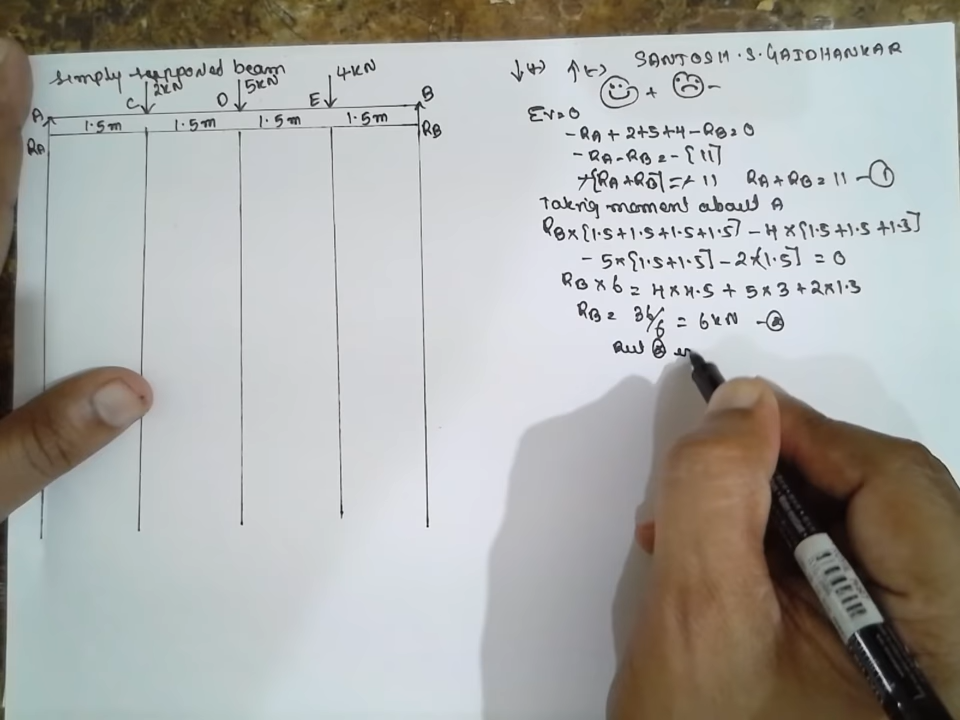 SANTOSH.S.GAIDHANKAR
simply supponed beam
↓(+) ↑(-)
+ -
2kN 5kN 4kN
A C D E B
1.5m 1.5m 1.5m 1.5m
RA RB
Σv=0
-RA + 2+5+4-RB=0
-RA-RB=-[11]
+[RA+RB]=+11 RA+RB=11 -①
Taking moment about A
RB×[1.5+1.5+1.5+1.5] - 4×[1.5+1.5+1.5]
- 5×[1.5+1.5] - 2×[1.5] = 0
RB × 6 = 4×4.5 + 5×3 + 2×1.5
RB = 36/6 = 6kN -②
Put ② in